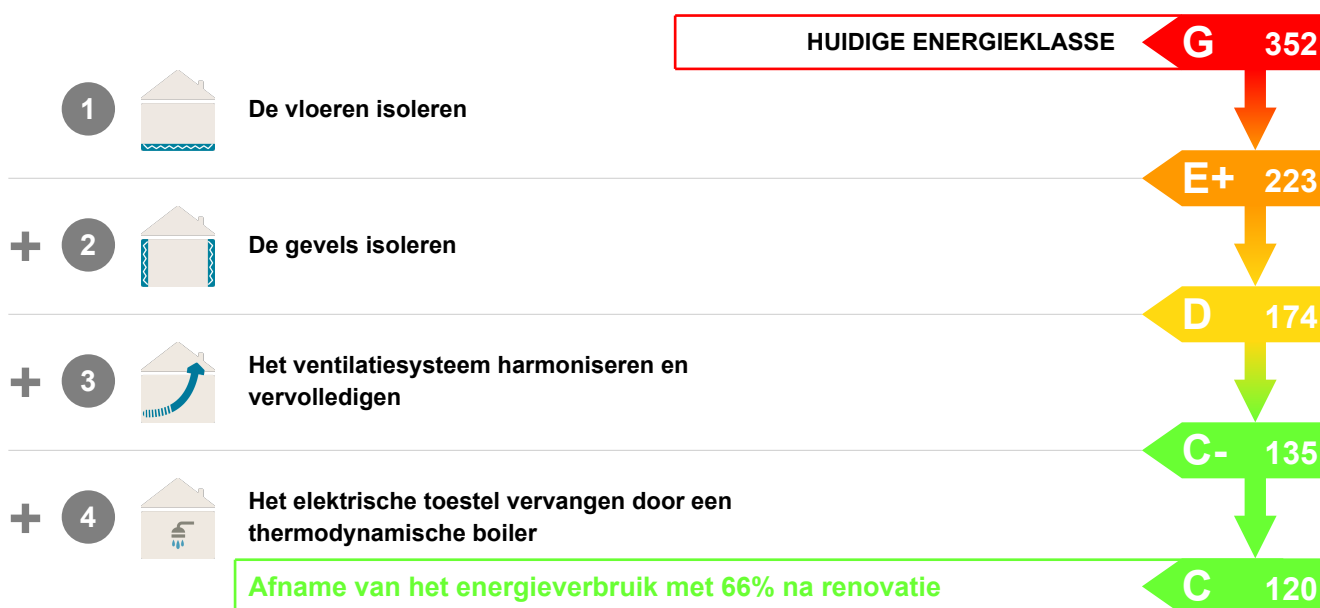 HUIDIGE ENERGIEKLASSE G 352
1 De vloeren isoleren
E+ 223
+ 2 De gevels isoleren
D 174
+ 3 Het ventilatiesysteem harmoniseren en
vervolledigen
C- 135
+ 4 Het elektrische toestel vervangen door een
thermodynamische boiler
Afname van het energieverbruik met 66% na renovatie C 120